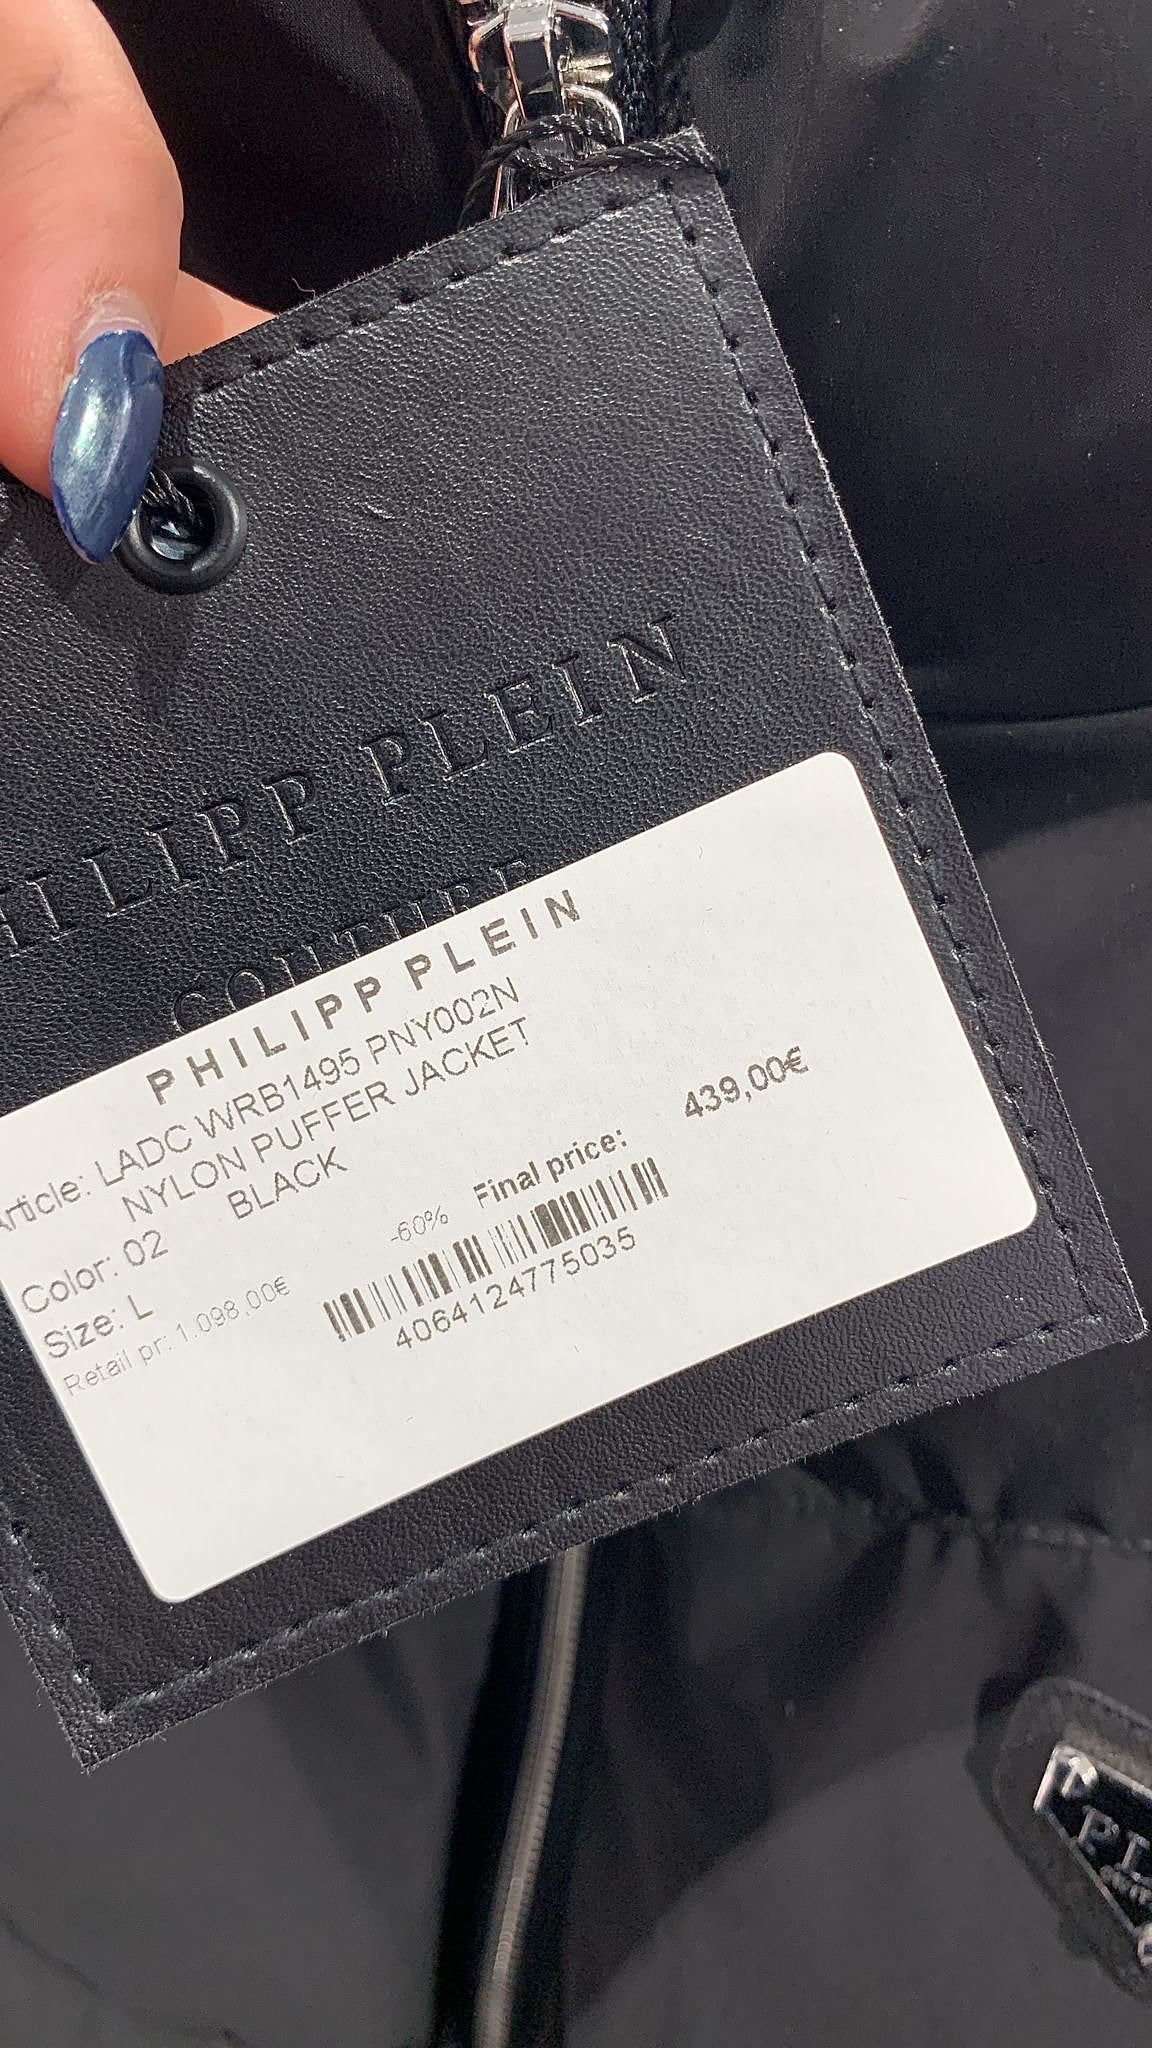 PHILIPP PLEIN
COUTURE
PHILIPP PLEIN
Article: LADC WRB1495 PNY002N
NYLON PUFFER JACKET
Color: 02 BLACK
Size: L
Retail pr: 1.098,00€
-60% Final price: 439,00€
4064124775035
PL